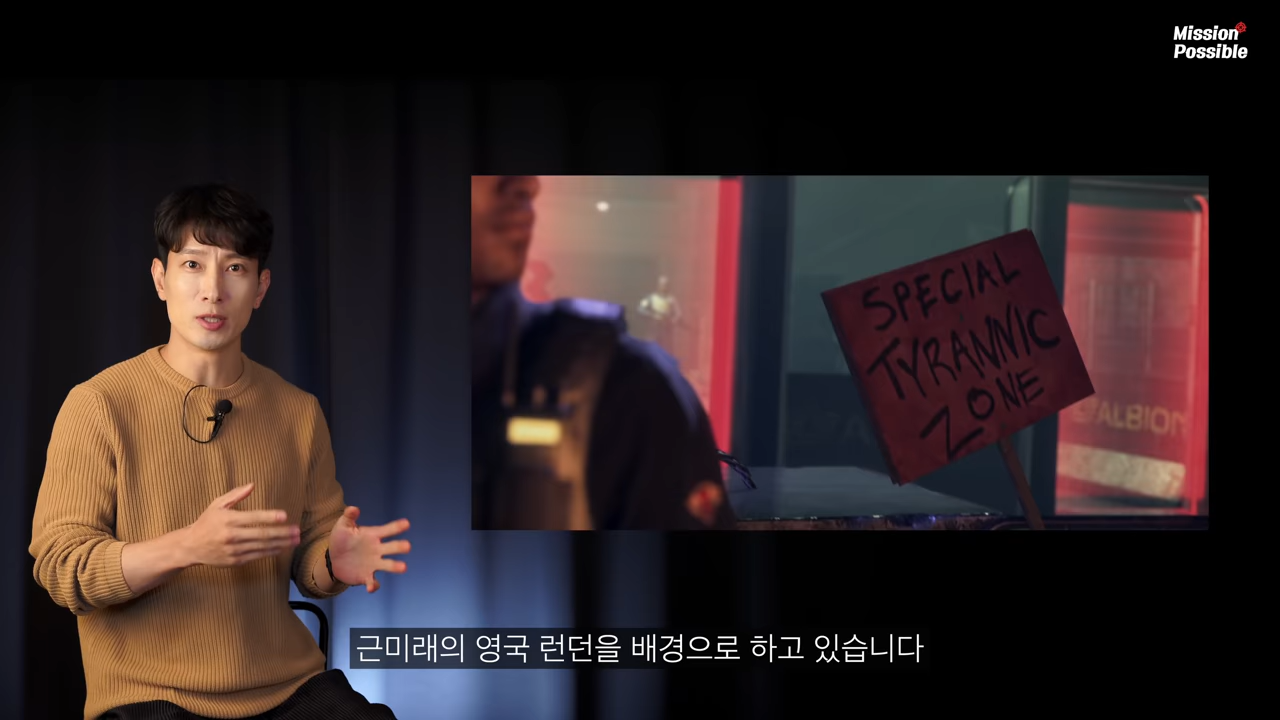 Mission
Possible
SPECIAL
TYRANNIC
ZONE
ALBION
근미래의 영국 런던을 배경으로 하고 있습니다